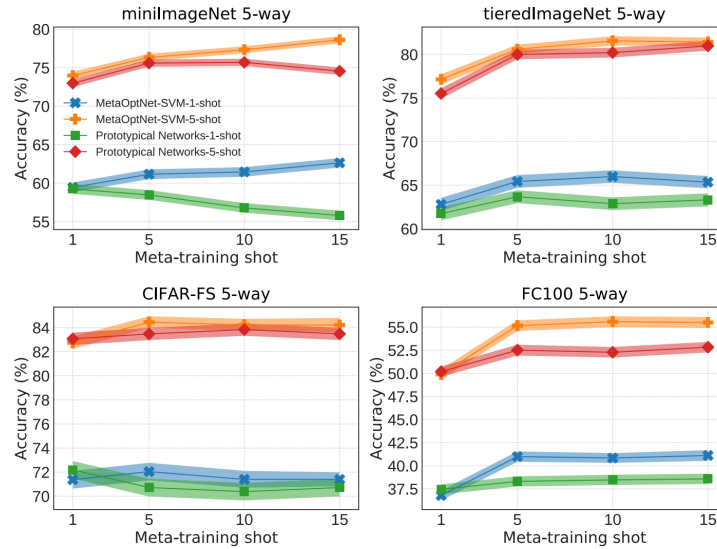 miniImageNet 5-way
80
75
70
65
60
55
Accuracy (%)
MetaOptNet-SVM-1-shot
MetaOptNet-SVM-5-shot
Prototypical Networks-1-shot
Prototypical Networks-5-shot
1 5 10 15
Meta-training shot
tieredImageNet 5-way
80
75
70
65
60
Accuracy (%)
1 5 10 15
Meta-training shot
CIFAR-FS 5-way
84
82
80
78
76
74
72
70
Accuracy (%)
1 5 10 15
Meta-training shot
FC100 5-way
55.0
52.5
50.0
47.5
45.0
42.5
40.0
37.5
Accuracy (%)
1 5 10 15
Meta-training shot